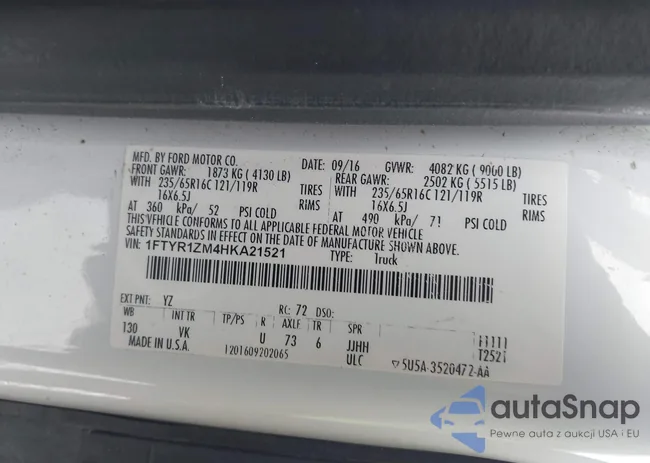 MFD. BY FORD MOTOR CO. DATE: 09/16 GVWR: 4082 KG (9000 LB)
FRONT GAWR: 1873 KG (4130 LB) REAR GAWR: 2502 KG (5515 LB)
WITH 235/65R16C 121/119R TIRES WITH 235/65R16C 121/119R TIRES
16X6.5J RIMS 16X6.5J RIMS
AT 360 kPa/ 52 PSI COLD AT 490 kPa/ 71 PSI COLD
THIS VEHICLE CONFORMS TO ALL APPLICABLE FEDERAL MOTOR VEHICLE
SAFETY STANDARDS IN EFFECT ON THE DATE OF MANUFACTURE SHOWN ABOVE.
VIN: 1FTYR1ZM4HKA21521 TYPE: Truck
EXT PNT: YZ RC: 72 DSO:
WB INT TR TP/PS R AXLE TR SPR
130 VK U 73 6 JJHH 11111
MADE IN U.S.A. 1201609202065 ULC T2521
▽5U5A-3520472-AA
autaSnap
Pewne auta z aukcji USA i EU